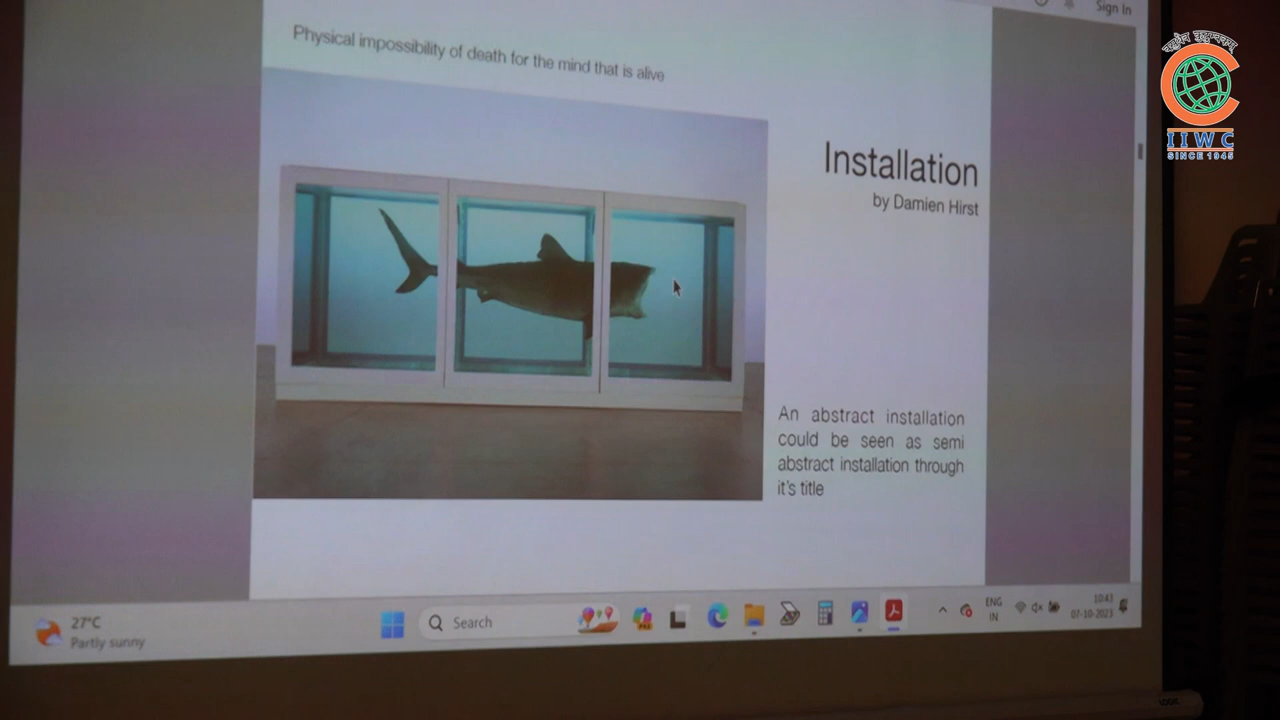 Sign In
Physical impossibility of death for the mind that is alive
Installation
by Damien Hirst
An abstract installation
could be seen as semi
abstract installation through
it's title
27°C
Partly sunny
Search
ENG
IN
10:43
07-10-2023
वसुधैव कुटुम्बकम्
IIWC
SINCE 1945